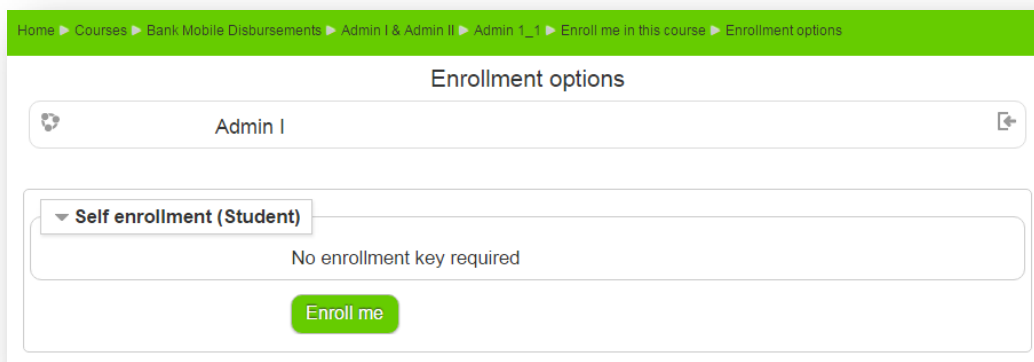 Home ▶ Courses ▶ Bank Mobile Disbursements ▶ Admin I & Admin II ▶ Admin 1_1 ▶ Enroll me in this course ▶ Enrollment options
Enrollment options
Admin I
Self enrollment (Student)
No enrollment key required
Enroll me